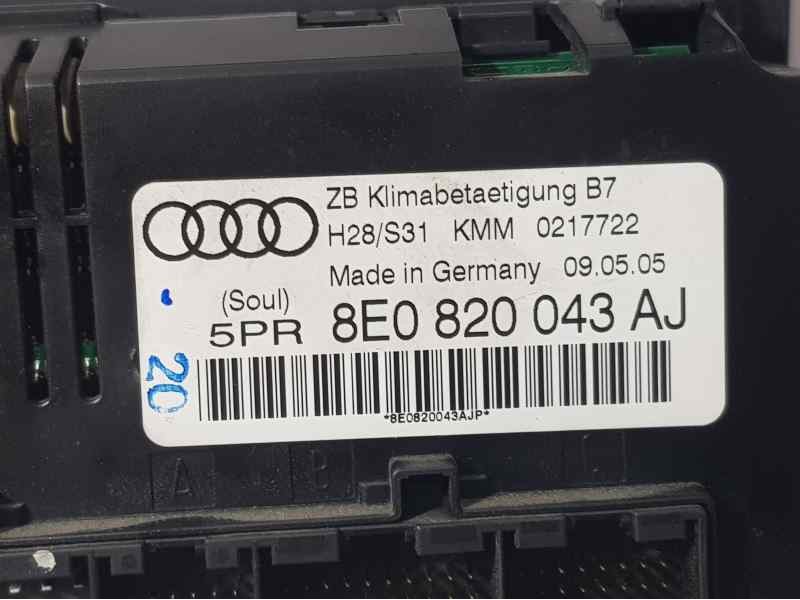 ZB Klimabetaetigung B7
H28/S31 KMM 0217722
Made in Germany 09.05.05
(Soul)
5PR 8E0 820 043 AJ
20
*8E0820043AJP*
A B C